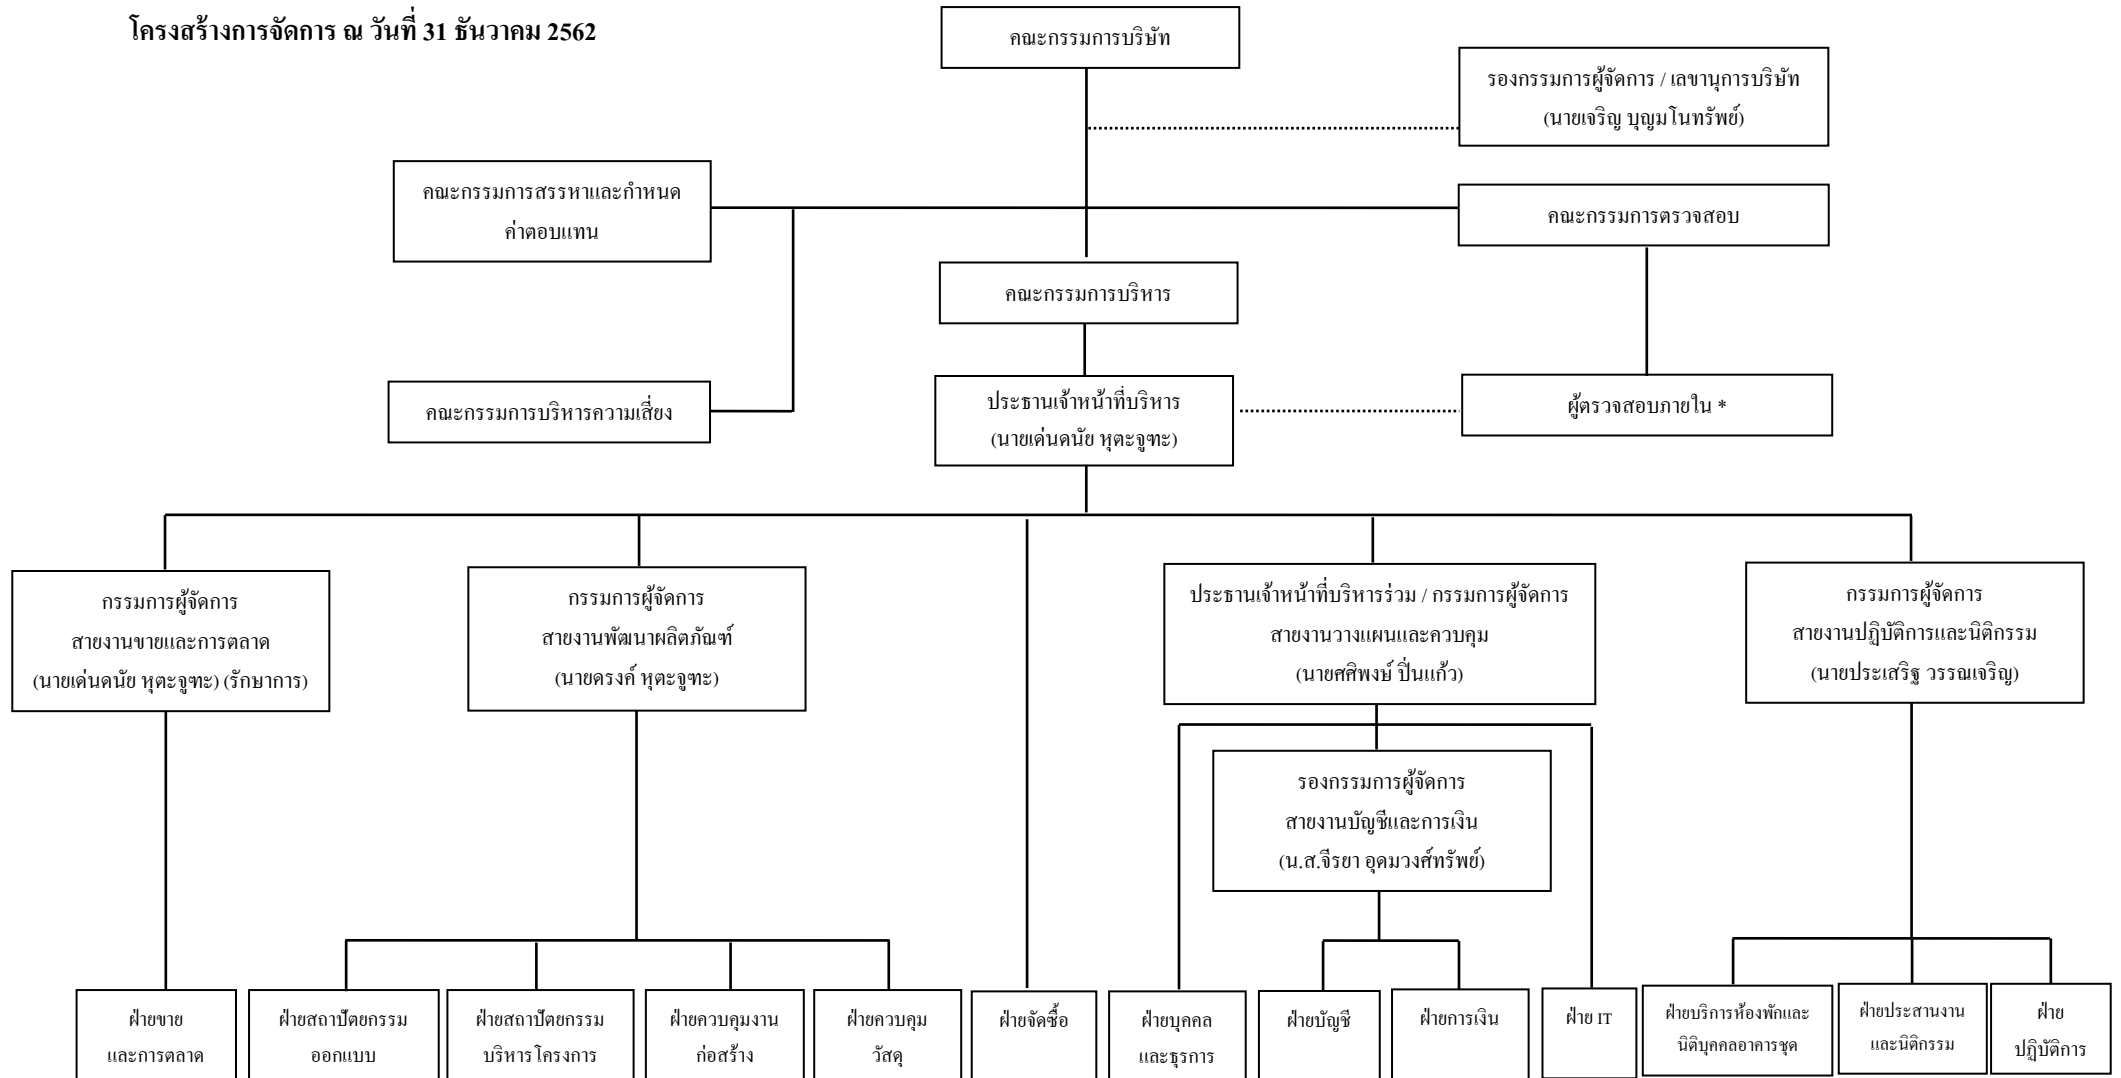 โครงสร้างการจัดการ ณ วันที่ 31 ธันวาคม 2562
คณะกรรมการบริษัท
รองกรรมการผู้จัดการ / เลขานุการบริษัท
(นายเจริญ บุญมโนทรัพย์)
คณะกรรมการสรรหาและกำหนด
ค่าตอบแทน
คณะกรรมการตรวจสอบ
คณะกรรมการบริหาร
คณะกรรมการบริหารความเสี่ยง
ประธานเจ้าหน้าที่บริหาร
(นายเด่นดนัย หุตะจูฑะ)
ผู้ตรวจสอบภายใน *
กรรมการผู้จัดการ
สายงานขายและการตลาด
(นายเด่นดนัย หุตะจูฑะ) (รักษาการ)
กรรมการผู้จัดการ
สายงานพัฒนาผลิตภัณฑ์
(นายดรงค์ หุตะจูฑะ)
ประธานเจ้าหน้าที่บริหารร่วม / กรรมการผู้จัดการ
สายงานวางแผนและควบคุม
(นายศศิพงษ์ ปิ่นแก้ว)
กรรมการผู้จัดการ
สายงานปฏิบัติการและนิติกรรม
(นายประเสริฐ วรรณเจริญ)
รองกรรมการผู้จัดการ
สายงานบัญชีและการเงิน
(น.ส.จีรยา อุดมวงศ์ทรัพย์)
ฝ่ายขาย
และการตลาด
ฝ่ายสถาปัตยกรรม
ออกแบบ
ฝ่ายสถาปัตยกรรม
บริหารโครงการ
ฝ่ายควบคุมงาน
ก่อสร้าง
ฝ่ายควบคุม
วัสดุ
ฝ่ายจัดซื้อ
ฝ่ายบุคคล
และธุรการ
ฝ่ายบัญชี
ฝ่ายการเงิน
ฝ่าย IT
ฝ่ายบริการห้องพักและ
นิติบุคคลอาคารชุด
ฝ่ายประสานงาน
และนิติกรรม
ฝ่าย
ปฏิบัติการ